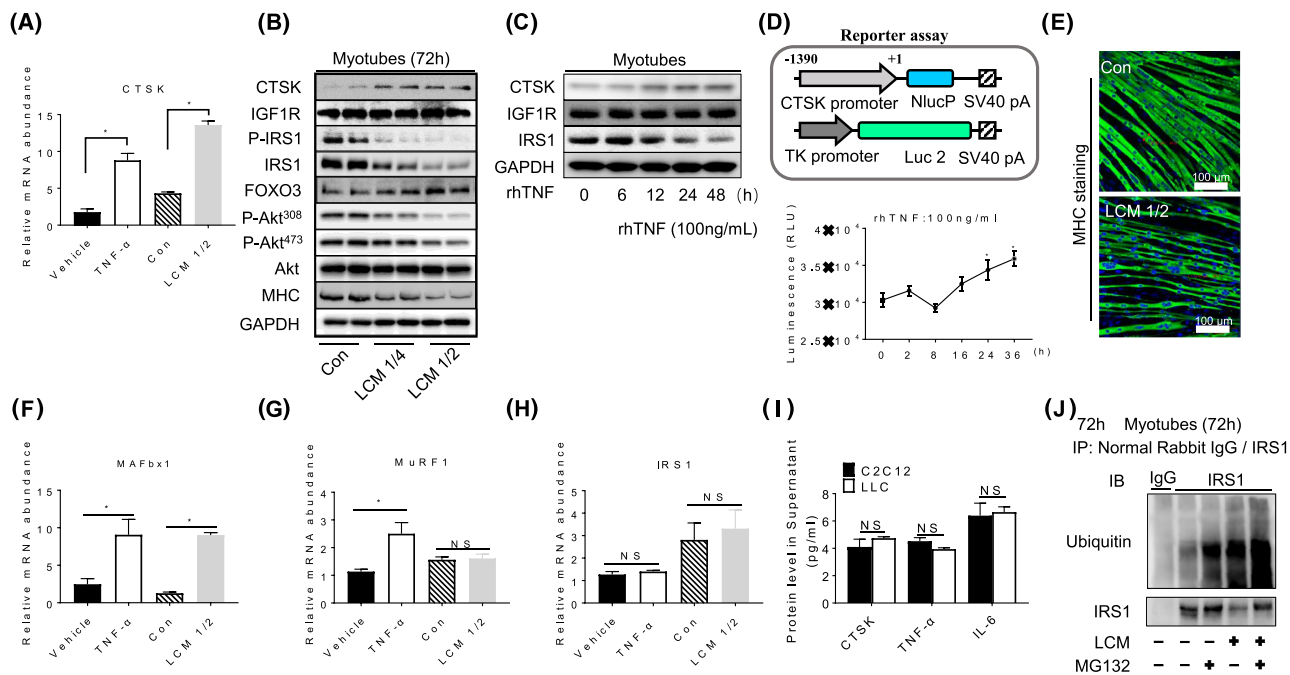 (A)
CTSK
Relative mRNA abundance
15
10
5
0
Vehicle
TNF-α
Con
LCM 1/2
*
*
(B)
Myotubes (72h)
CTSK
IGF1R
P-IRS1
IRS1
FOXO3
P-Akt³⁰⁸
P-Akt⁴⁷³
Akt
MHC
GAPDH
Con
LCM 1/4
LCM 1/2
(C)
Myotubes
CTSK
IGF1R
IRS1
GAPDH
rhTNF 0 6 12 24 48 (h)
rhTNF (100ng/mL)
(D)
Reporter assay
-1390 +1
CTSK promoter NlucP SV40 pA
TK promoter Luc 2 SV40 pA
rhTNF:100ng/ml
Luminescence (RLU)
4✖10⁴
3.5✖10⁴
3✖10⁴
2.5✖10⁴
0 2 8 16 24 36 (h)
* *
(E)
MHC staining
Con
100 µm
LCM 1/2
100 µm
(F)
MAFbx1
Relative mRNA abundance
15
10
5
0
Vehicle
TNF-α
Con
LCM 1/2
*
*
(G)
MuRF1
Relative mRNA abundance
4
3
2
1
0
Vehicle
TNF-α
Con
LCM 1/2
*
NS
(H)
IRS1
Relative mRNA abundance
5
4
3
2
1
0
Vehicle
TNF-α
Con
LCM 1/2
NS
NS
(I)
C2C12
LLC
Protein level in Supernatant
(pg/ml)
8
6
4
2
0
CTSK
TNF-α
IL-6
NS
NS
NS
(J)
72h Myotubes (72h)
IP: Normal Rabbit IgG / IRS1
IB IgG IRS1
Ubiquitin
IRS1
LCM − − − + +
MG132 − − + − +